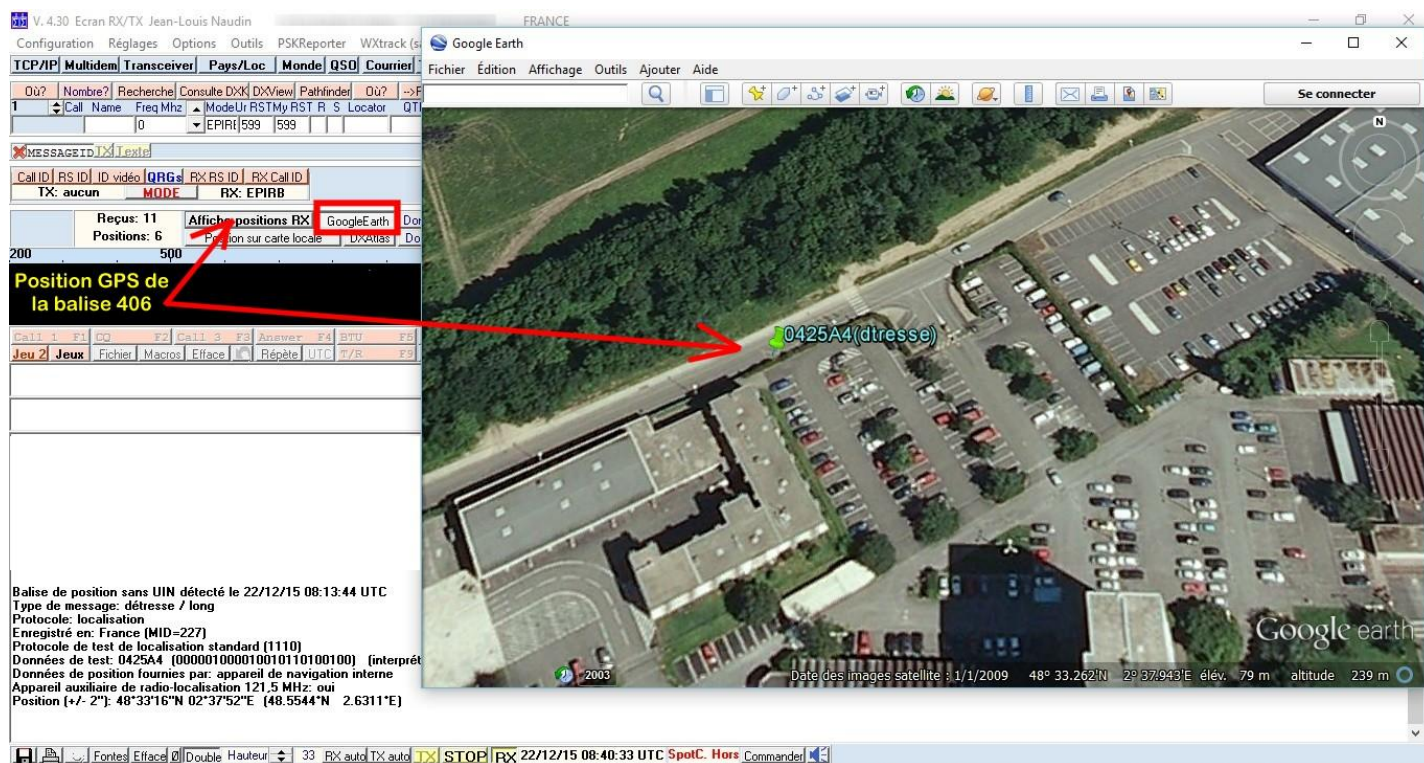 V. 4.30 Ecran RX/TX Jean-Louis Naudin FRANCE
Configuration Réglages Options Outils PSKReporter WXtrack (s
TCP/IP Multidem Transceiver Pays/Loc Monde QSO Courrier
Où? Nombre? Recherche Consulte DXK DXView Pathfinder Où?
1 Call Name Freq Mhz Mode Ur RST My RST R S Locator QT
0 EPIRE 599 599
MESSAGEID TX Texte
Call ID RS ID ID vidéo QRGs RX RS ID RX Call ID
TX: aucun MODE RX: EPIRB
Reçus: 11 Affiche positions RX GoogleEarth Don
Positions: 6 Position sur carte locale DXAtlas Do
200 500
Position GPS de
la balise 406
Call 1 F1 CQ F2 Call 3 F3 Answer F4 BTU F5
Jeu 2 Jeux Fichier Macros Efface Répète UTC T/R F9
Balise de position sans UIN détecté le 22/12/15 08:13:44 UTC
Type de message: détresse / long
Protocole: localisation
Enregistré en: France (MID=227)
Protocole de test de localisation standard (1110)
Données de test: 0425A4 (000001000010010110100100) (interprét
Données de position fournies par: appareil de navigation interne
Appareil auxiliaire de radio-localisation 121,5 MHz: oui
Position (+/- 2"): 48°33'16"N 02°37'52"E (48.5544°N 2.6311°E)
Fontes Efface Ø Double Hauteur 33 RX auto TX auto TX STOP RX 22/12/15 08:40:33 UTC SpotC. Hors Commander
Google Earth
Fichier Édition Affichage Outils Ajouter Aide
Se connecter
N
0425A4(dtresse)
Google earth
2003 Date des images satellite : 1/1/2009 48° 33.262'N 2° 37.943'E élév. 79 m altitude 239 m